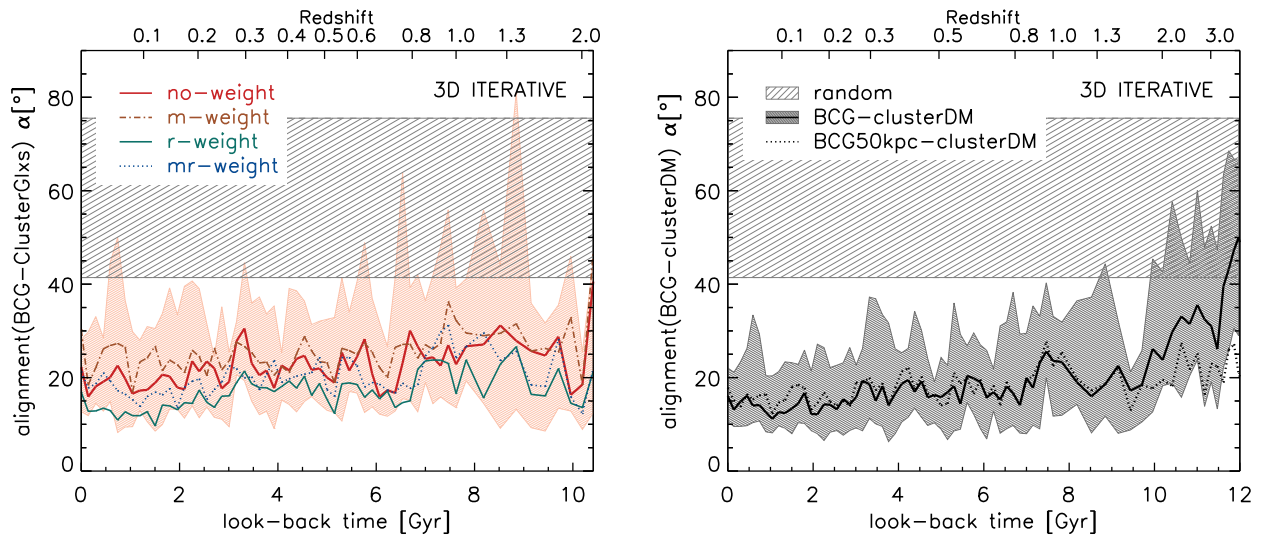 Redshift
0.1 0.2 0.3 0.4 0.5 0.6 0.8 1.0 1.3 2.0
alignment(BCG-ClusterGlxs) α[°]
80
60
40
20
0
no-weight
m-weight
r-weight
mr-weight
3D ITERATIVE
0 2 4 6 8 10
look-back time [Gyr]
Redshift
0.1 0.2 0.3 0.5 0.8 1.0 1.3 2.0 3.0
alignment(BCG-clusterDM) α[°]
80
60
40
20
0
3D ITERATIVE
random
BCG-clusterDM
BCG50kpc-clusterDM
0 2 4 6 8 10 12
look-back time [Gyr]